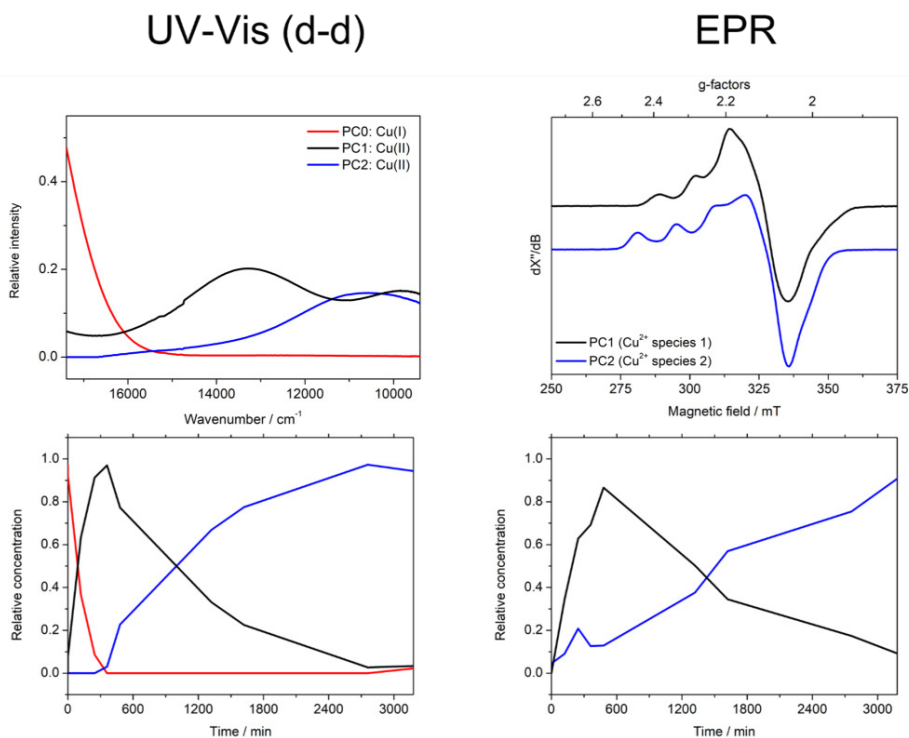 UV-Vis (d-d)
EPR
g-factors
2.6 2.4 2.2 2
PC0: Cu(I)
PC1: Cu(II)
PC2: Cu(II)
0.4
0.2
0.0
Relative intensity
16000 14000 12000 10000
Wavenumber / cm⁻¹
dX"/dB
PC1 (Cu²⁺ species 1)
PC2 (Cu²⁺ species 2)
250 275 300 325 350 375
Magnetic field / mT
1.0
0.8
0.6
0.4
0.2
0.0
Relative concentration
0 600 1200 1800 2400 3000
Time / min
1.0
0.8
0.6
0.4
0.2
0.0
Relative concentration
0 600 1200 1800 2400 3000
Time / min